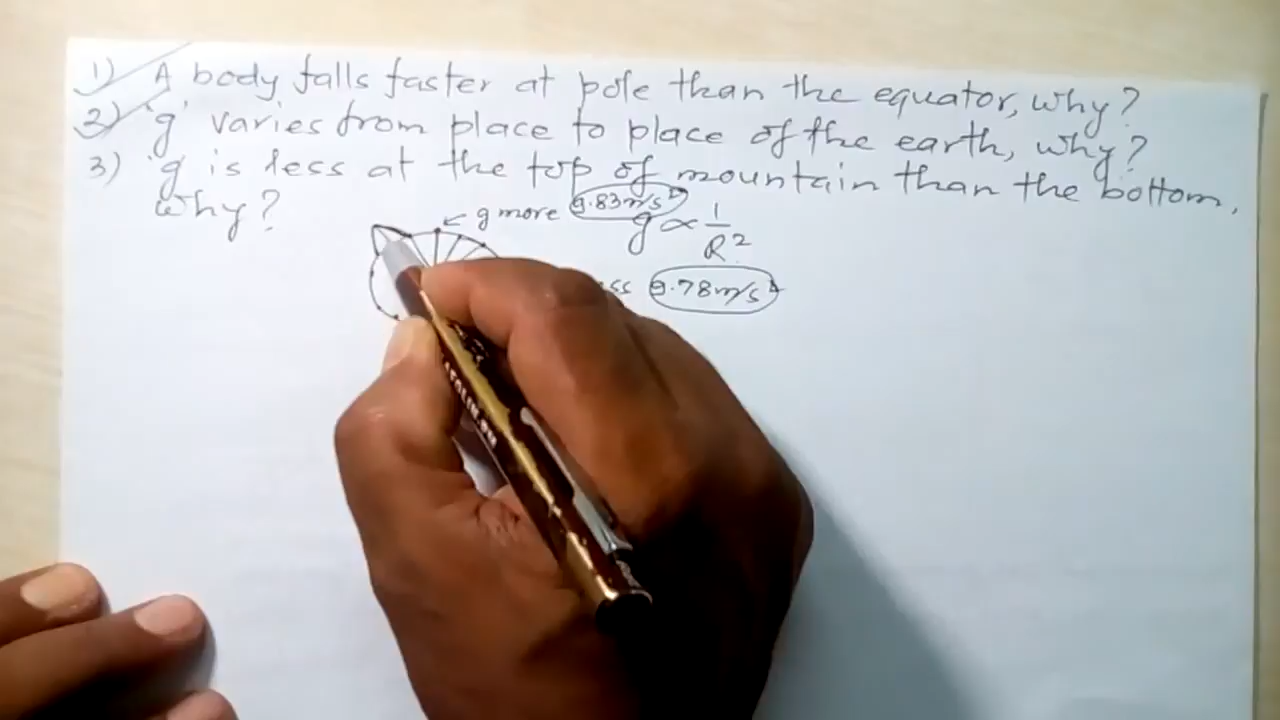 1) A body falls faster at pole than the equator, why?
2) 'g' varies from place to place of the earth, why?
3) 'g is less at the top of mountain than the bottom,
why?
g more 9.83m/s²
g ∝ 1/R²
9.78m/s²